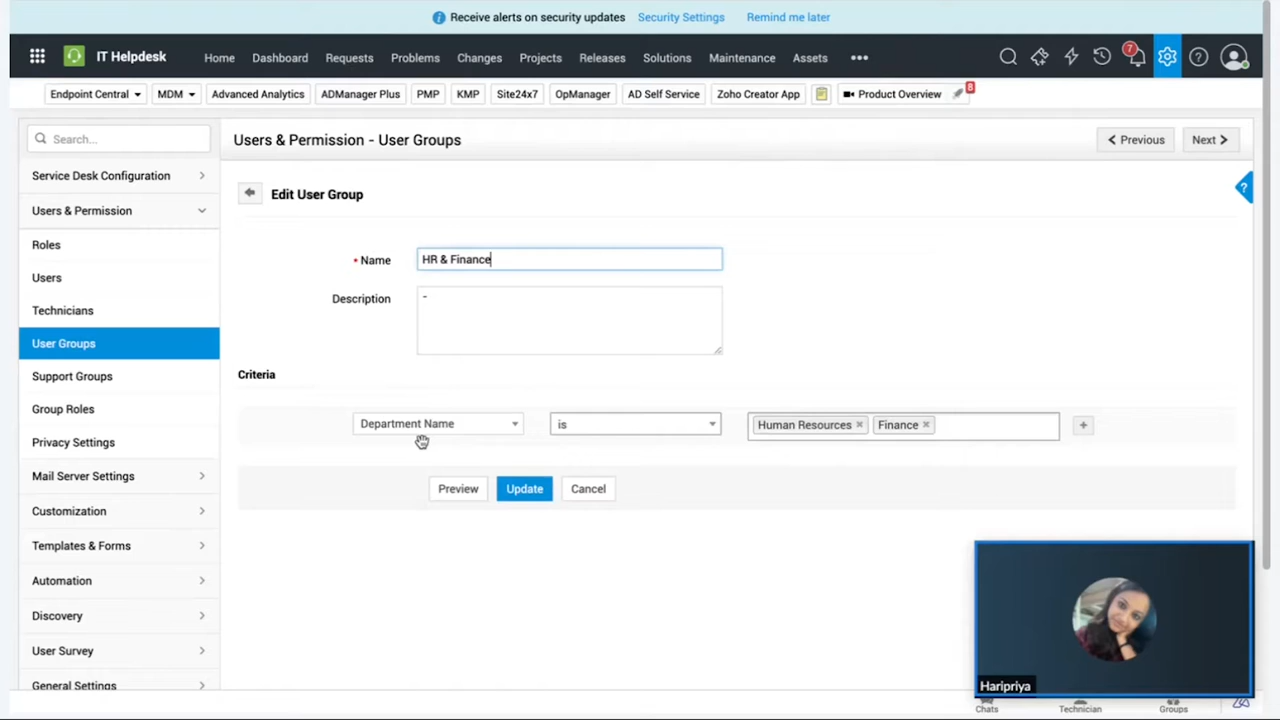 Receive alerts on security updates Security Settings Remind me later
IT Helpdesk Home Dashboard Requests Problems Changes Projects Releases Solutions Maintenance Assets 7
Endpoint Central MDM Advanced Analytics ADManager Plus PMP KMP Site24x7 OpManager AD Self Service Zoho Creator App Product Overview 8
Search...
Users & Permission - User Groups
Previous Next
Service Desk Configuration
Users & Permission
Roles
Users
Technicians
User Groups
Support Groups
Group Roles
Privacy Settings
Mail Server Settings
Customization
Templates & Forms
Automation
Discovery
User Survey
General Settings
Edit User Group
?
* Name HR & Finance
Description -
Criteria
Department Name is Human Resources × Finance × +
Preview Update Cancel
Haripriya
Chats Technician Groups